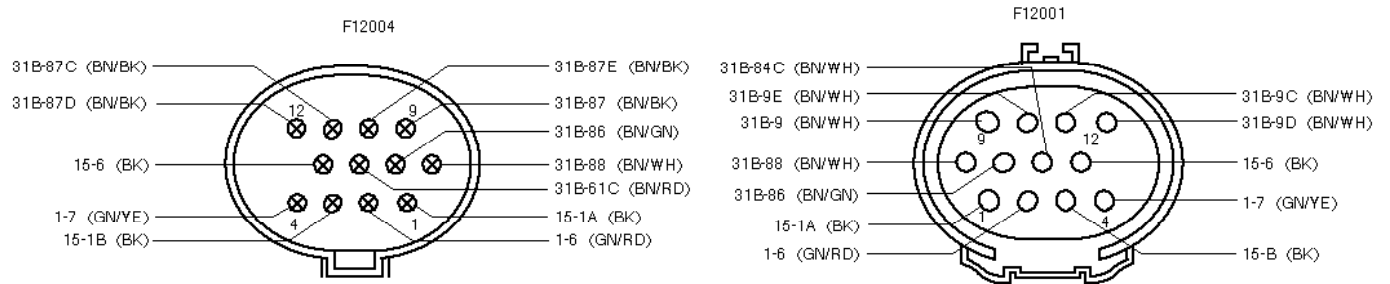 F12004
31B-87C (BN/BK)
31B-87D (BN/BK)
15-6 (BK)
1-7 (GN/YE)
15-1B (BK)
12
9
4
1
31B-87E (BN/BK)
31B-87 (BN/BK)
31B-86 (BN/GN)
31B-88 (BN/WH)
31B-61C (BN/RD)
15-1A (BK)
1-6 (GN/RD)
F12001
31B-84C (BN/WH)
31B-9E (BN/WH)
31B-9 (BN/WH)
31B-88 (BN/WH)
31B-86 (BN/GN)
15-1A (BK)
1-6 (GN/RD)
9
12
1
4
31B-9C (BN/WH)
31B-9D (BN/WH)
15-6 (BK)
1-7 (GN/YE)
15-B (BK)